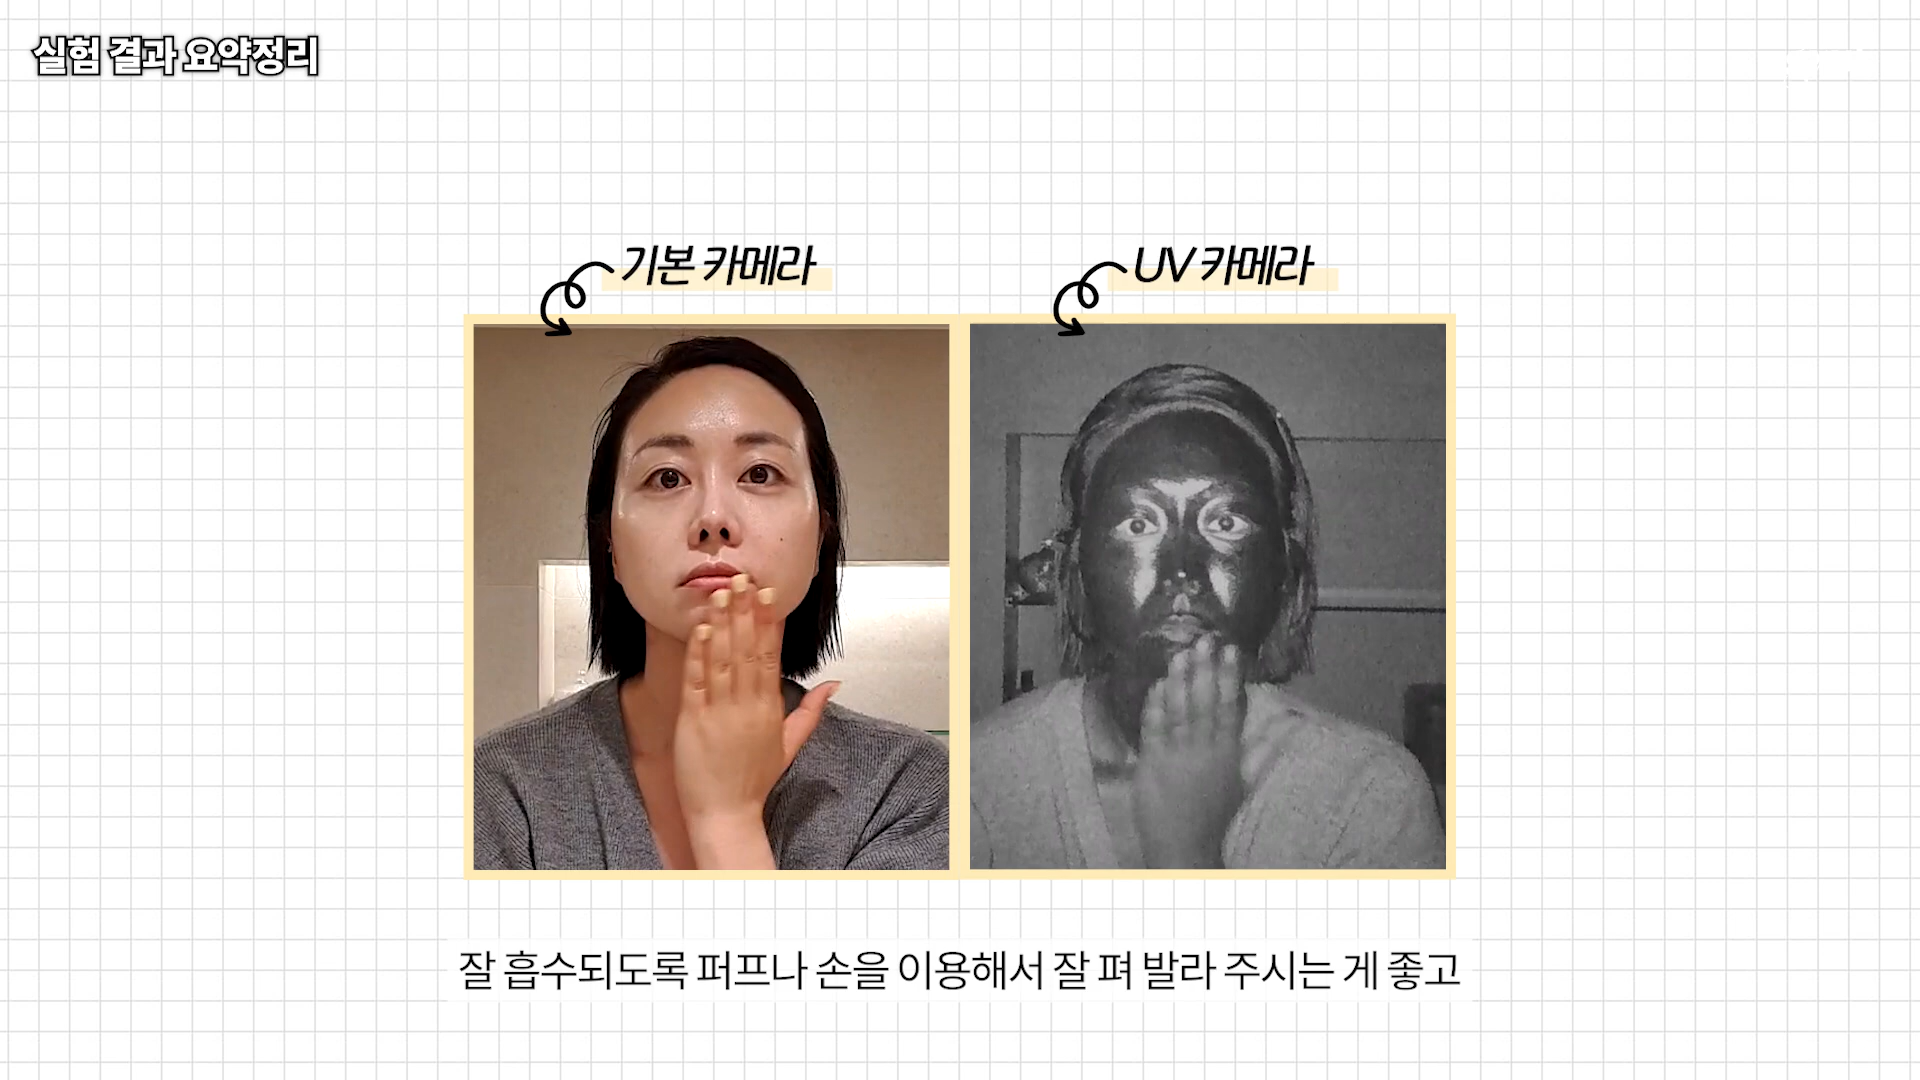 실험 결과 요약정리
기본 카메라
UV 카메라
잘 흡수되도록 퍼프나 손을 이용해서 잘 펴 발라 주시는 게 좋고